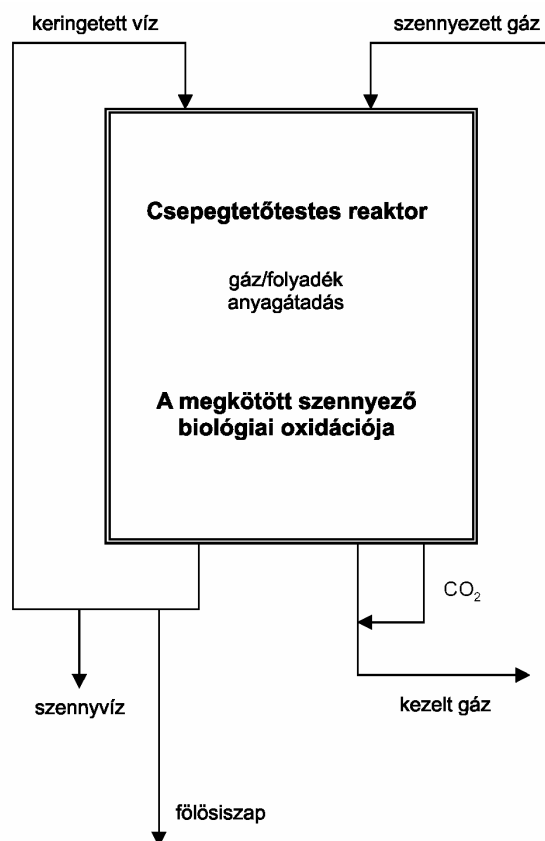 keringetett víz
szennyezett gáz
Csepegtetőtestes reaktor
gáz/folyadék
anyagátadás
A megkötött szennyező
biológiai oxidációja
CO₂
szennyvíz
kezelt gáz
fölösiszap